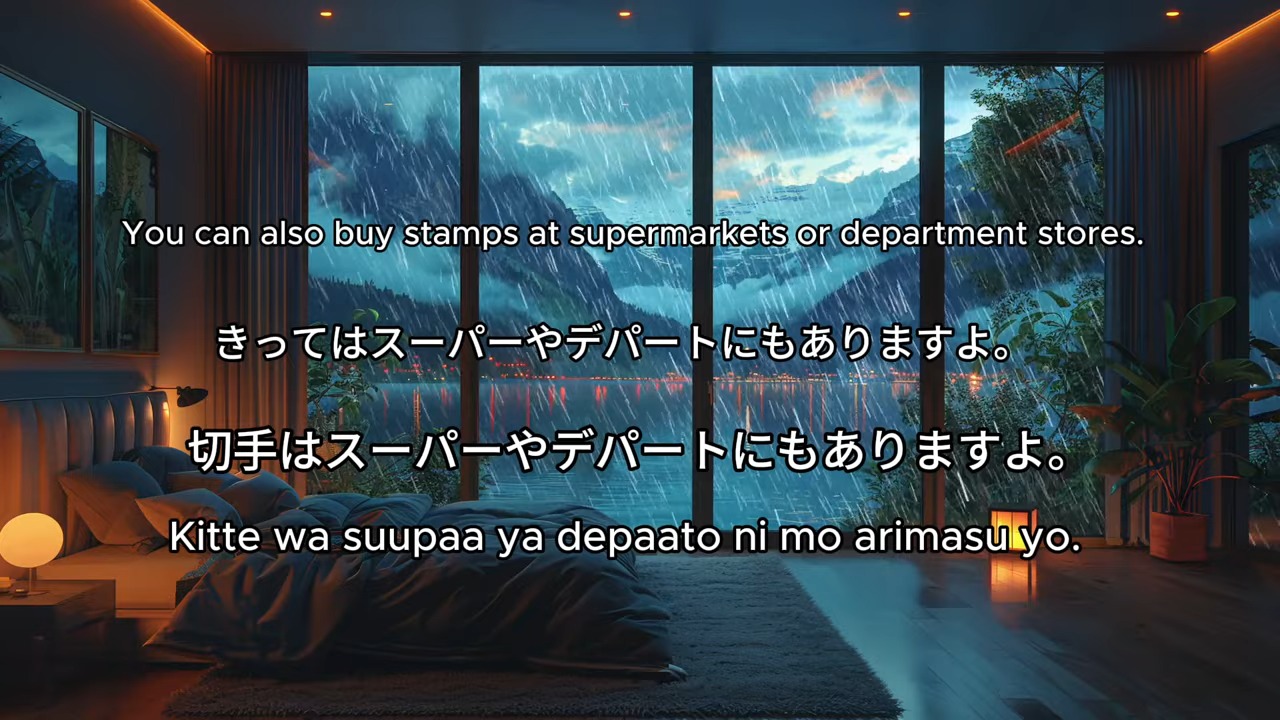 You can also buy stamps at supermarkets or department stores.
きってはスーパーやデパートにもありますよ。
切手はスーパーやデパートにもありますよ。
Kitte wa suupaa ya depaato ni mo arimasu yo.